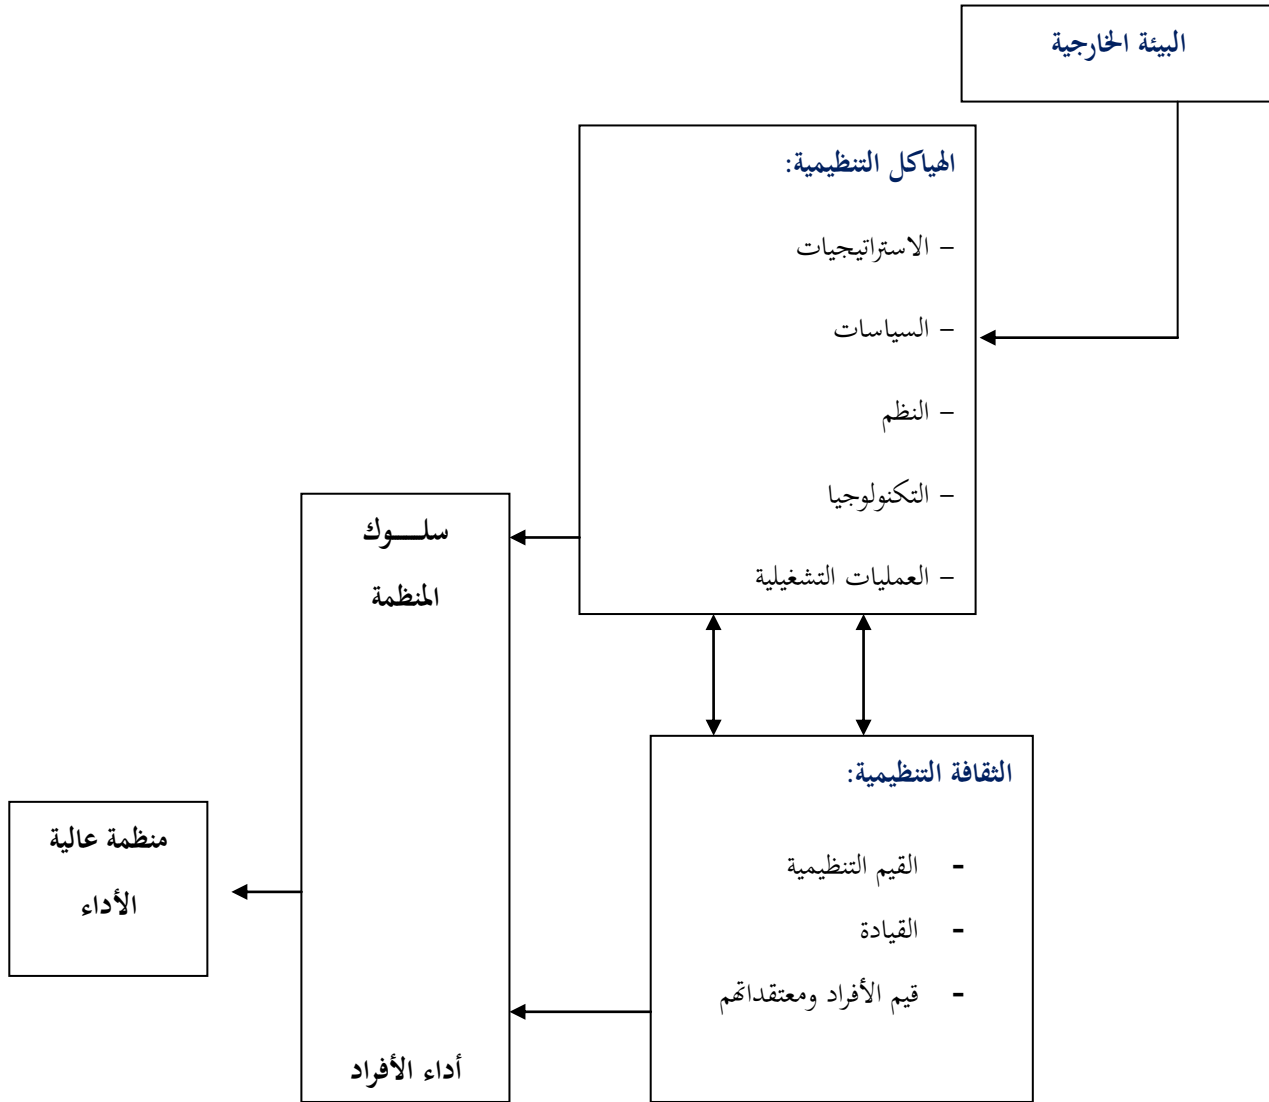 البيئة الخارجية
الهياكل التنظيمية:
– الاستراتيجيات
– السياسات
– النظم
– التكنولوجيا
– العمليات التشغيلية
سلــــوك
المنظمة
أداء الأفراد
الثقافة التنظيمية:
- القيم التنظيمية
- القيادة
- قيم الأفراد ومعتقداتهم
منظمة عالية
الأداء